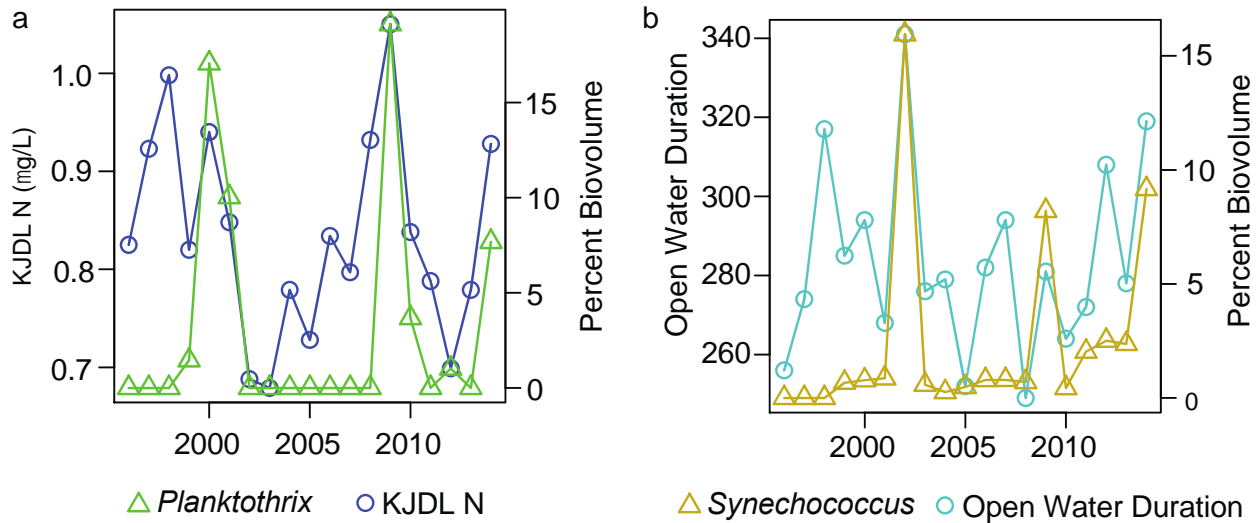 a
KJDL N (mg/L)
1.0
0.9
0.8
0.7
15
10
5
0
Percent Biovolume
2000 2005 2010
Planktothrix KJDL N
b
Open Water Duration
340
320
300
280
260
15
10
5
0
Percent Biovolume
2000 2005 2010
Synechococcus Open Water Duration